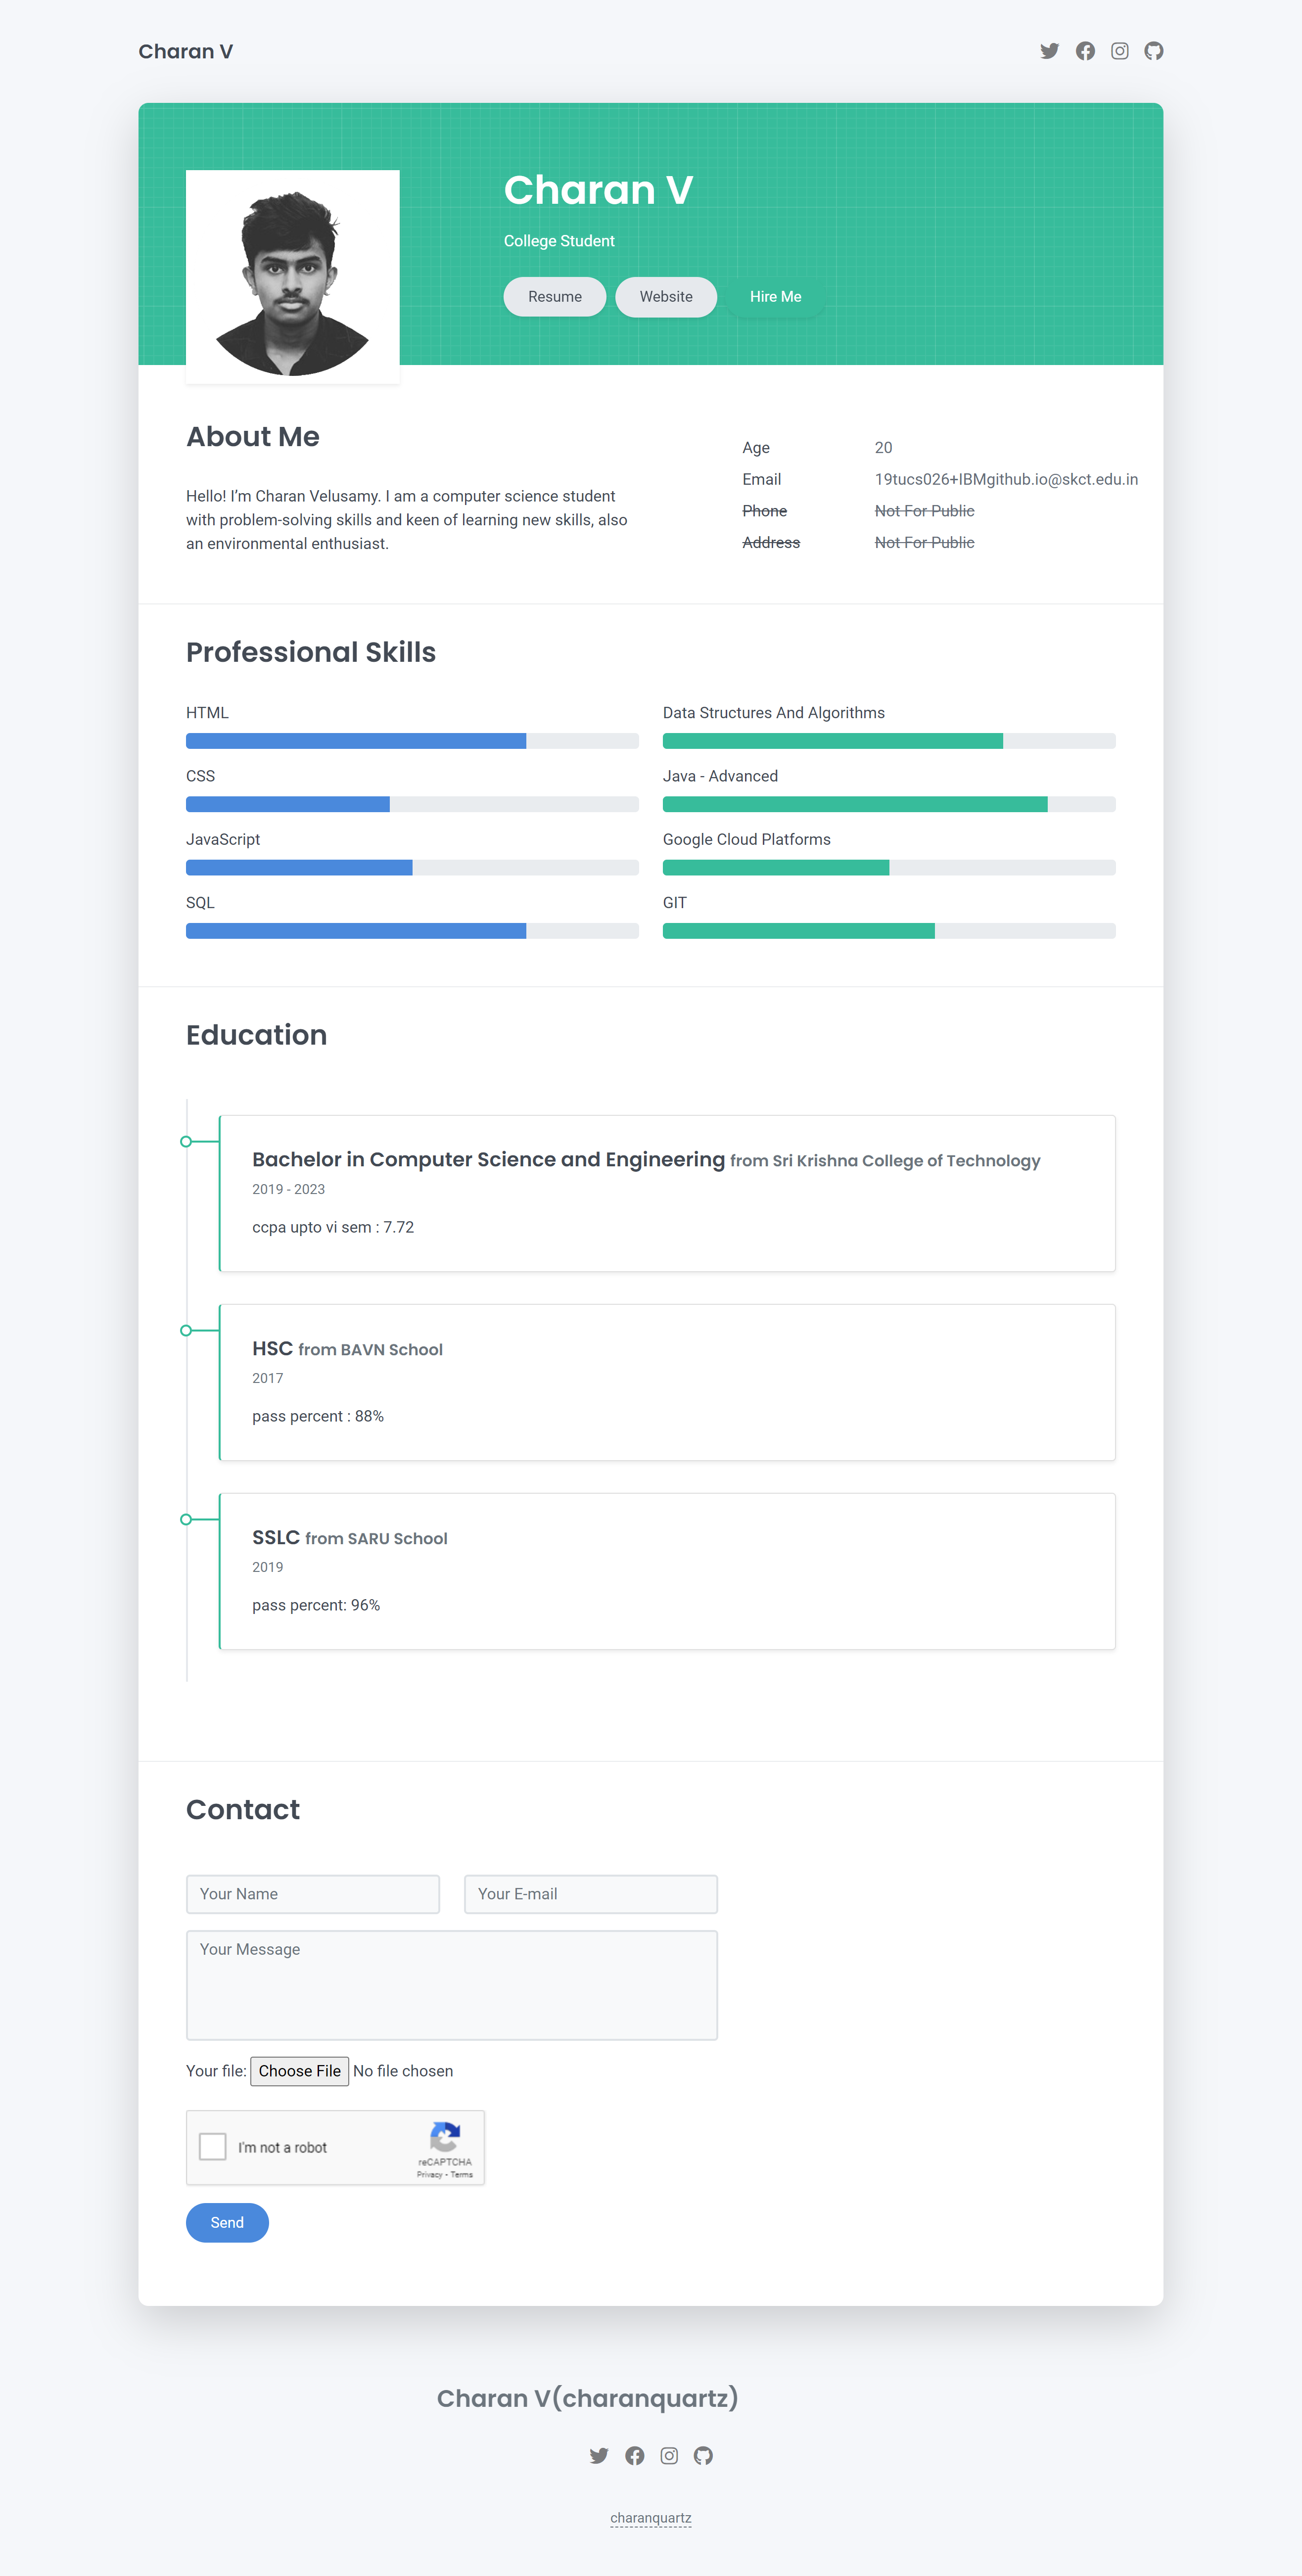 Charan V
Charan V
College Student
Resume Website Hire Me
About Me
Hello! I’m Charan Velusamy. I am a computer science student
with problem-solving skills and keen of learning new skills, also
an environmental enthusiast.
Age 20
Email 19tucs026+IBMgithub.io@skct.edu.in
Phone Not For Public
Address Not For Public
Professional Skills
HTML
CSS
JavaScript
SQL
Data Structures And Algorithms
Java - Advanced
Google Cloud Platforms
GIT
Education
Bachelor in Computer Science and Engineering from Sri Krishna College of Technology
2019 - 2023
ccpa upto vi sem : 7.72
HSC from BAVN School
2017
pass percent : 88%
SSLC from SARU School
2019
pass percent: 96%
Contact
Your Name Your E-mail
Your Message
Your file: Choose File No file chosen
I'm not a robot
reCAPTCHA
Privacy - Terms
Send
Charan V(charanquartz)
charanquartz